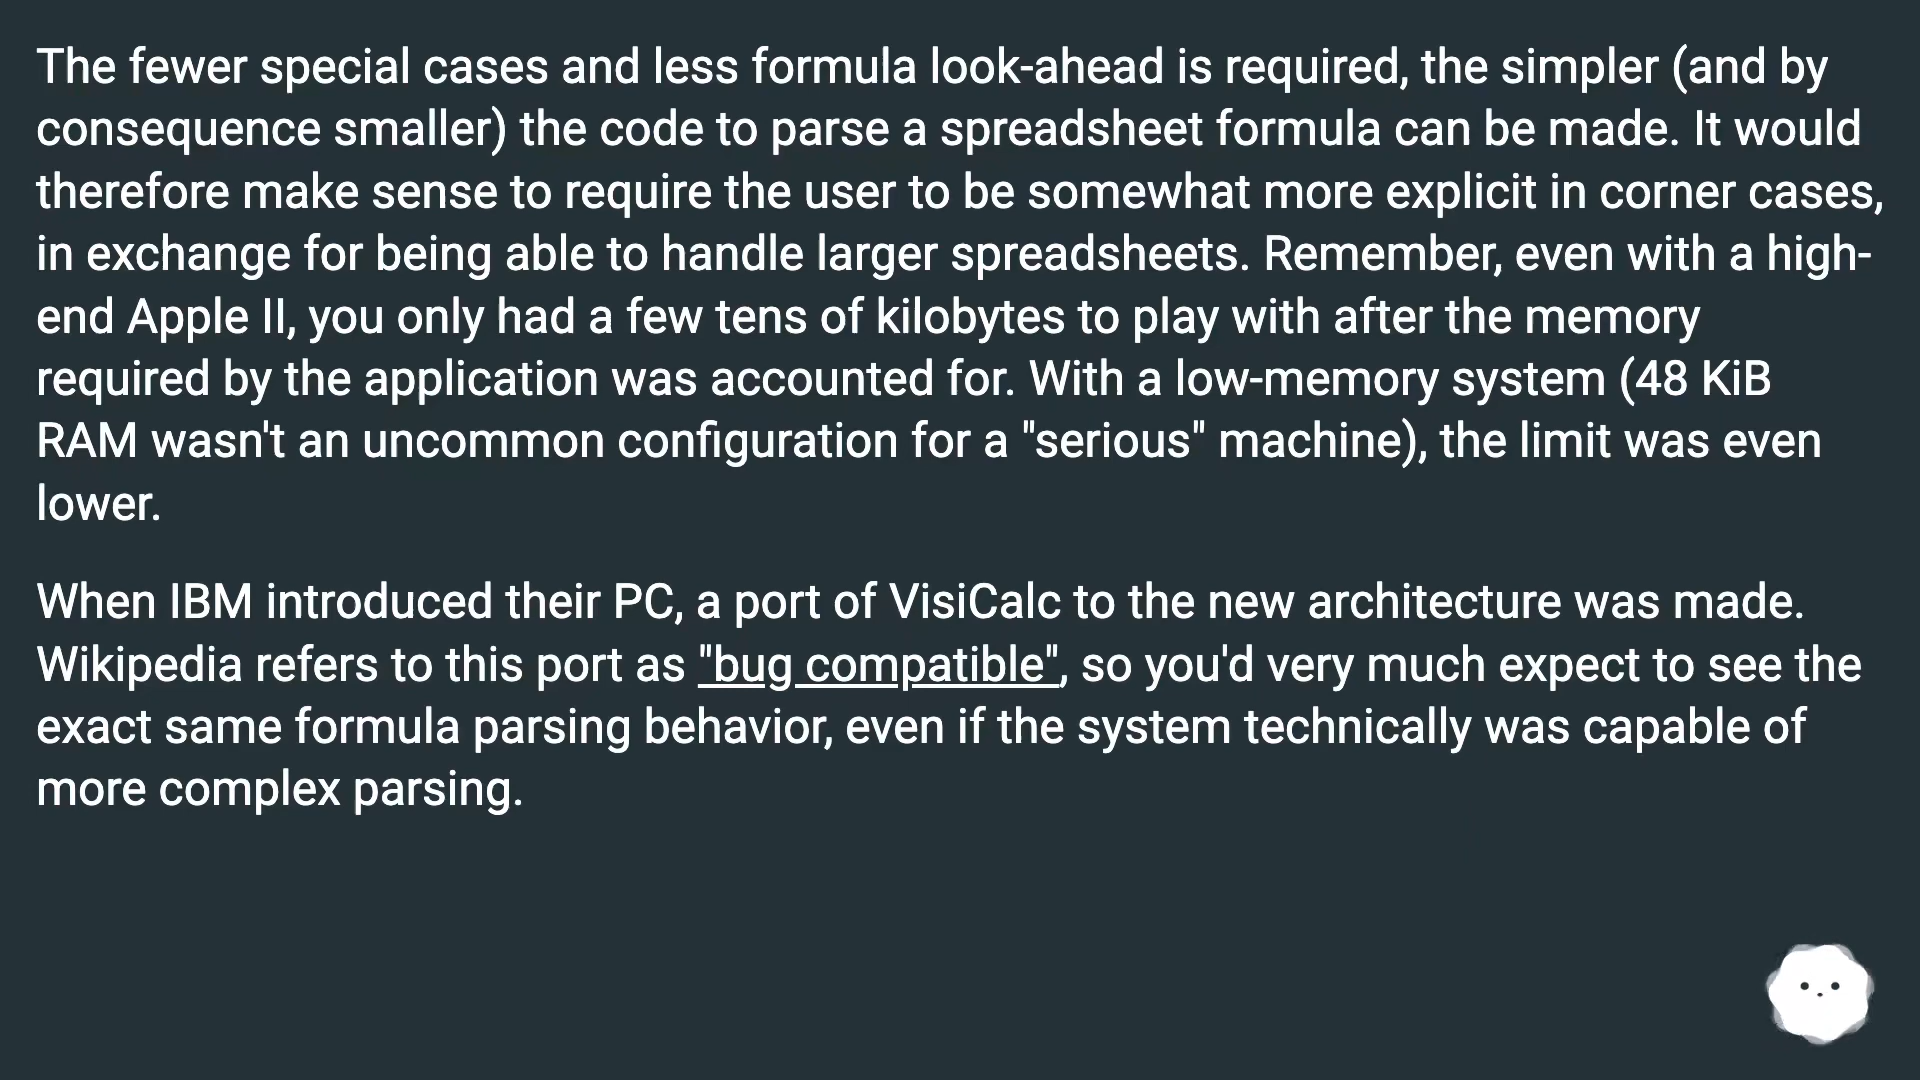 The fewer special cases and less formula look-ahead is required, the simpler (and by
consequence smaller) the code to parse a spreadsheet formula can be made. It would
therefore make sense to require the user to be somewhat more explicit in corner cases,
in exchange for being able to handle larger spreadsheets. Remember, even with a high-
end Apple II, you only had a few tens of kilobytes to play with after the memory
required by the application was accounted for. With a low-memory system (48 KiB
RAM wasn't an uncommon configuration for a "serious" machine), the limit was even
lower.
When IBM introduced their PC, a port of VisiCalc to the new architecture was made.
Wikipedia refers to this port as "bug compatible", so you'd very much expect to see the
exact same formula parsing behavior, even if the system technically was capable of
more complex parsing.